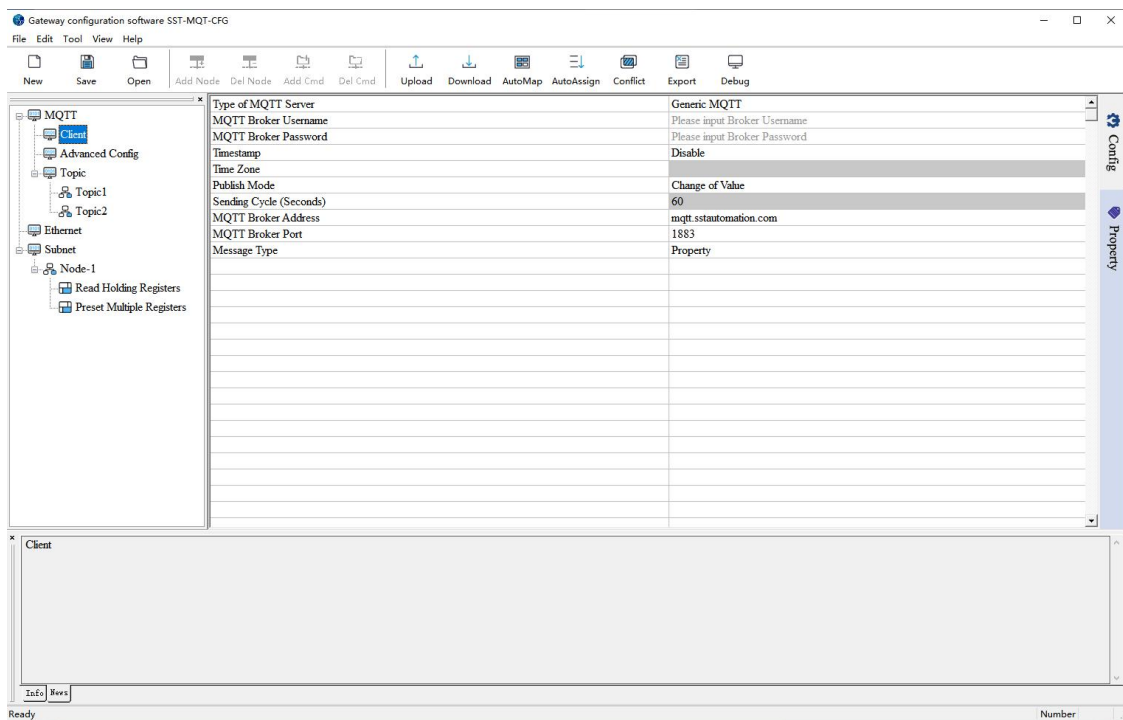 Gateway configuration software SST-MQT-CFG
File Edit Tool View Help
New Save Open Add Node Del Node Add Cmd Del Cmd Upload Download AutoMap AutoAssign Conflict Export Debug
MQTT
Client
Advanced Config
Topic
Topic1
Topic2
Ethernet
Subnet
Node-1
Read Holding Registers
Preset Multiple Registers
Type of MQTT Server Generic MQTT
MQTT Broker Username Please input Broker Username
MQTT Broker Password Please input Broker Password
Timestamp Disable
Time Zone
Publish Mode Change of Value
Sending Cycle (Seconds) 60
MQTT Broker Address mqtt.sstautomation.com
MQTT Broker Port 1883
Message Type Property
Config
Property
Client
Info News
Ready Number